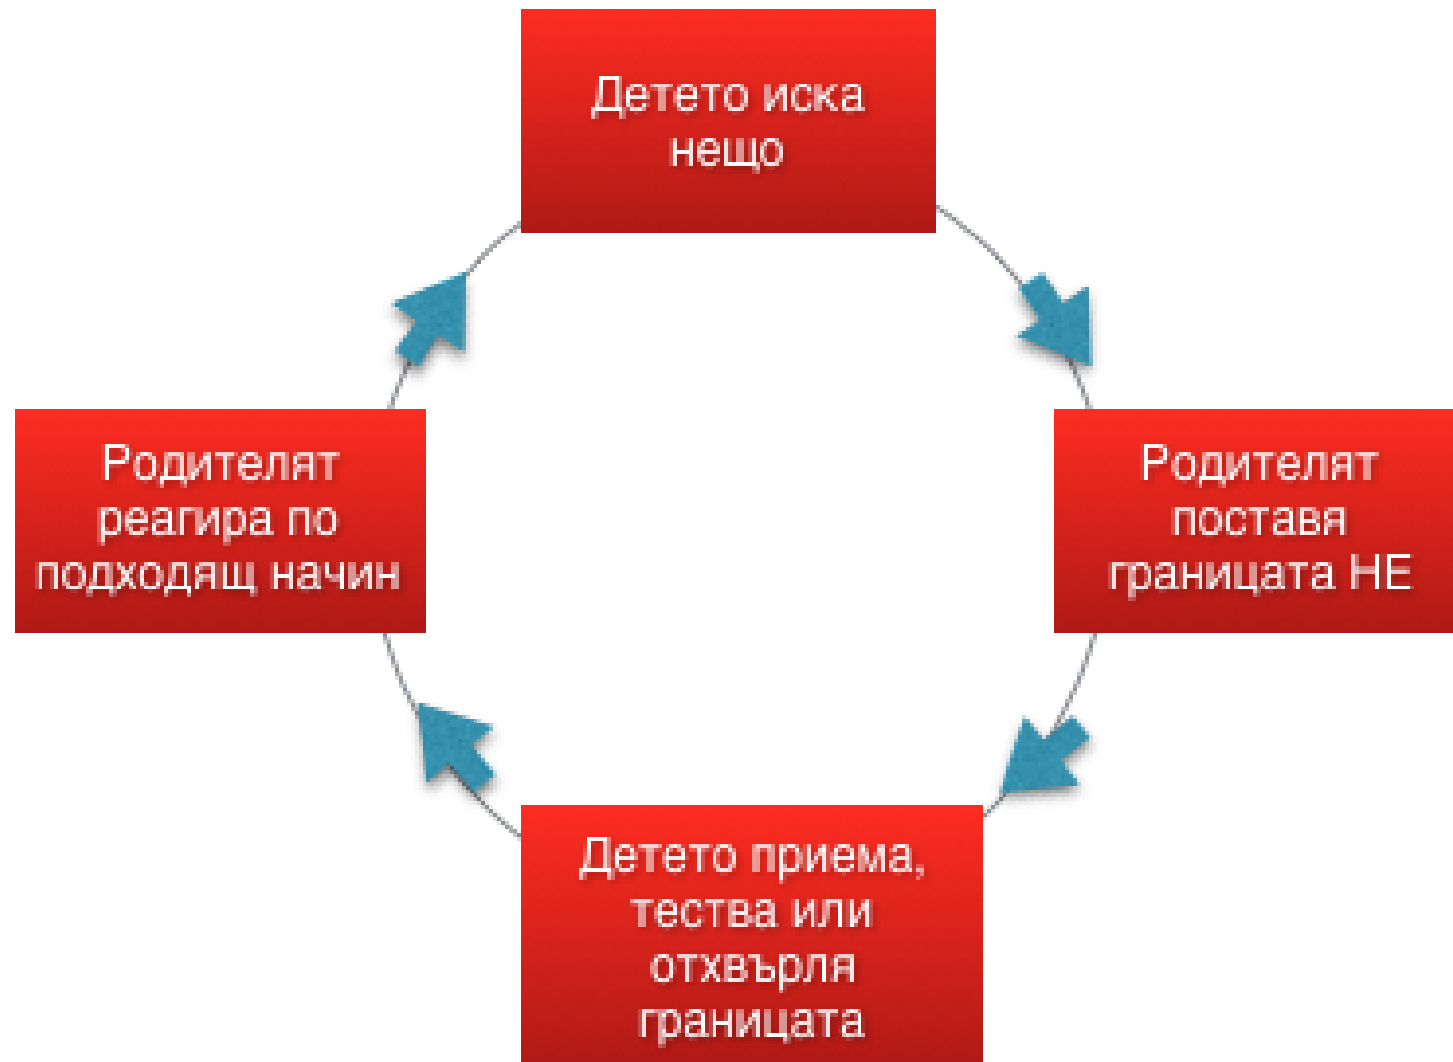 Детето иска
нещо
Родителят
поставя
границата НЕ
Детето приема,
тества или
отхвърля
границата
Родителят
реагира по
подходящ начин